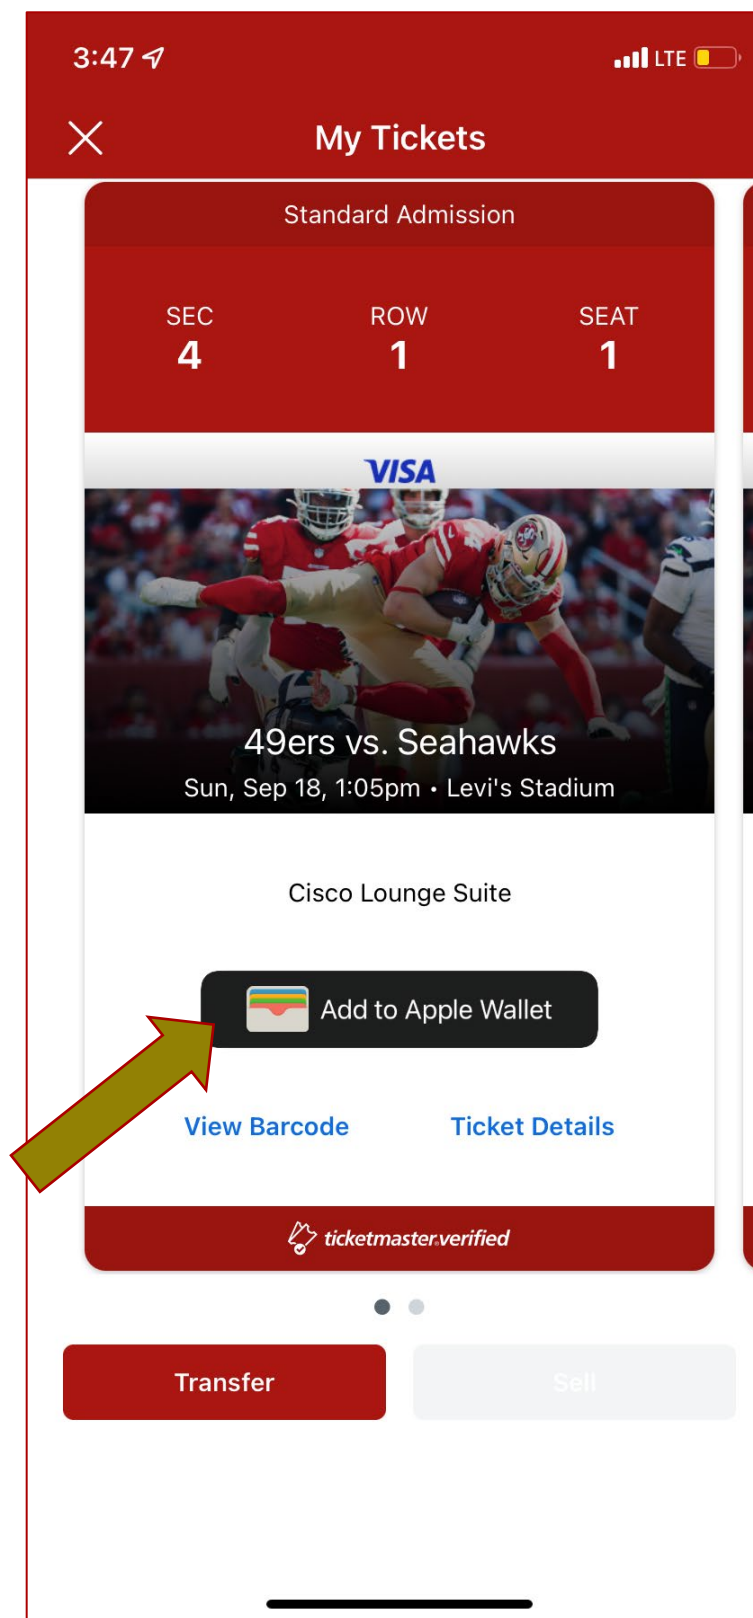 3:47 LTE
My Tickets
Standard Admission
SEC ROW SEAT
4 1 1
VISA
49ers vs. Seahawks
Sun, Sep 18, 1:05pm • Levi's Stadium
Cisco Lounge Suite
Add to Apple Wallet
View Barcode Ticket Details
ticketmaster.verified
Transfer Sell